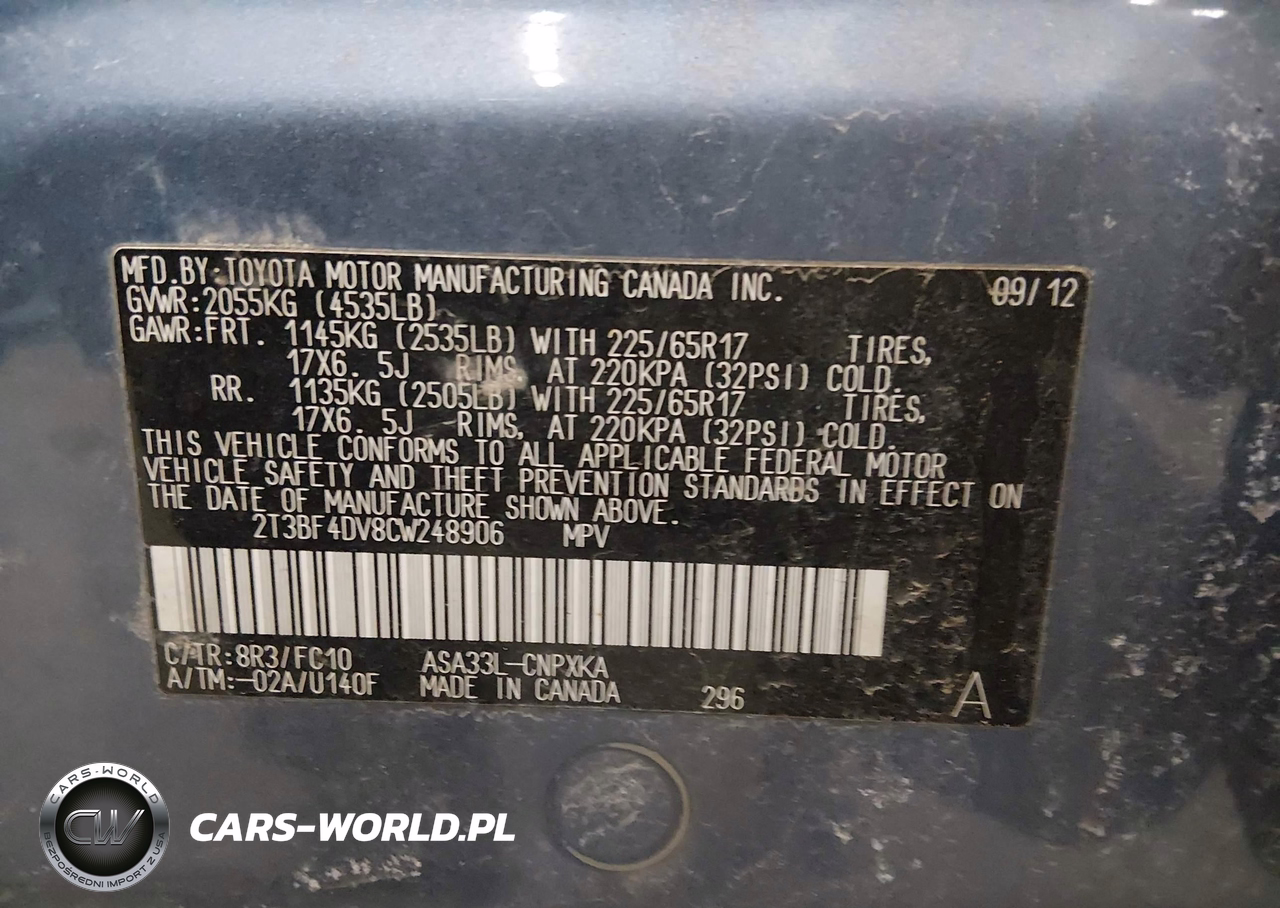 MFD.BY:TOYOTA MOTOR MANUFACTURING CANADA INC. 09/12
GVWR:2055KG (4535LB)
GAWR:FRT. 1145KG (2535LB) WITH 225/65R17 TIRES,
17X6. 5J RIMS, AT 220KPA (32PSI) COLD.
RR. 1135KG (2505LB) WITH 225/65R17 TIRES,
17X6. 5J RIMS, AT 220KPA (32PSI) COLD.
THIS VEHICLE CONFORMS TO ALL APPLICABLE FEDERAL MOTOR
VEHICLE SAFETY AND THEFT PREVENTION STANDARDS IN EFFECT ON
THE DATE OF MANUFACTURE SHOWN ABOVE.
2T3BF4DV8CW248906 MPV
C/TR:8R3/FC10 ASA33L-CNPXKA
A/TM:-02A/U140F MADE IN CANADA 296 A
CARS-WORLD
CW
BEZPOŚREDNI IMPORT Z USA
CARS-WORLD.PL